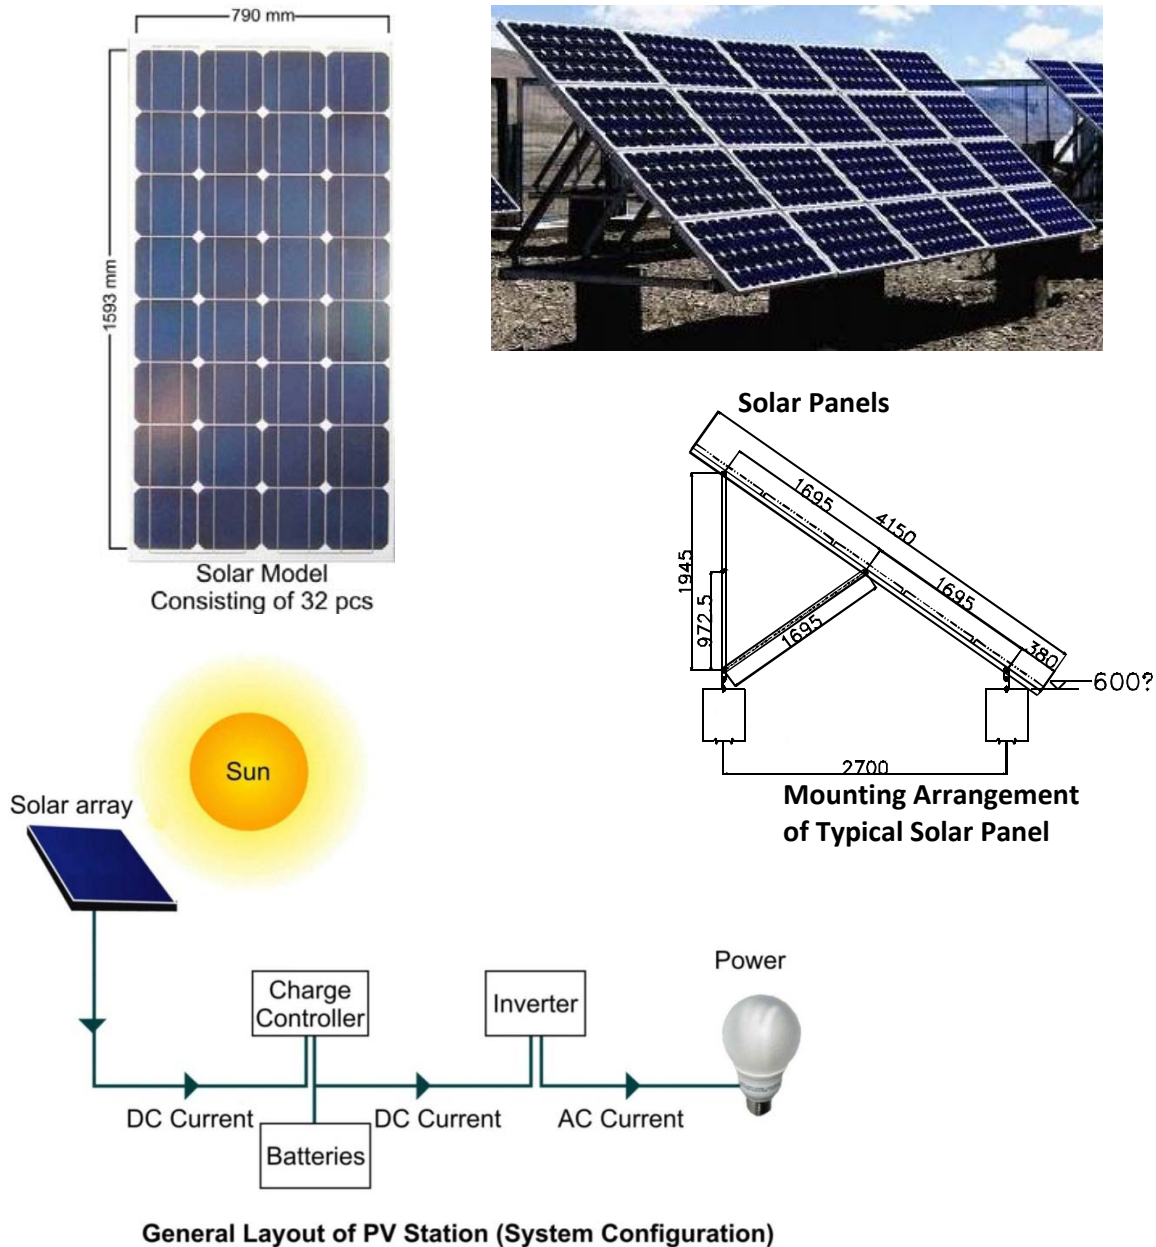 790 mm
1593 mm
Solar Model
Consisting of 32 pcs
Solar Panels
1695
4150
1945
972.5
1695
1695
380
600?
2700
Mounting Arrangement
of Typical Solar Panel
Sun
Solar array
Charge
Controller
Inverter
Power
DC Current
DC Current
AC Current
Batteries
General Layout of PV Station (System Configuration)